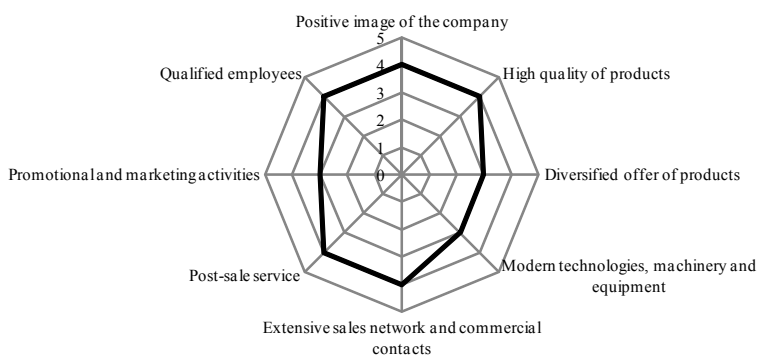 Positive image of the company
5
Qualified employees
4
High quality of products
3
2
1
Promotional and marketing activities
0
Diversified offer of products
Post-sale service
Modern technologies, machinery and
equipment
Extensive sales network and commercial
contacts